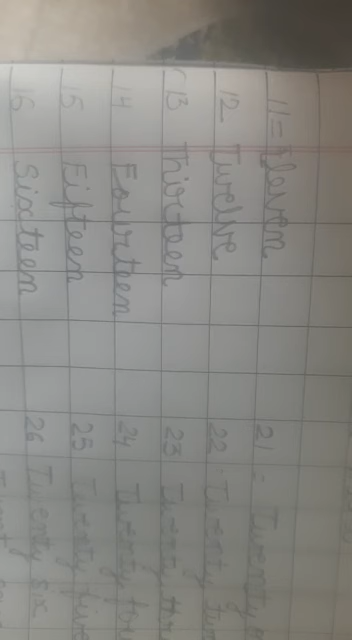 11 = Eleven 21 = Twenty
12 Twelve 22 = Twenty
13 Thirteen 23 Twenty
14 Fourteen 24 Twenty
15 Fifteen 25 Twenty
16 Sixteen 26 Twenty six